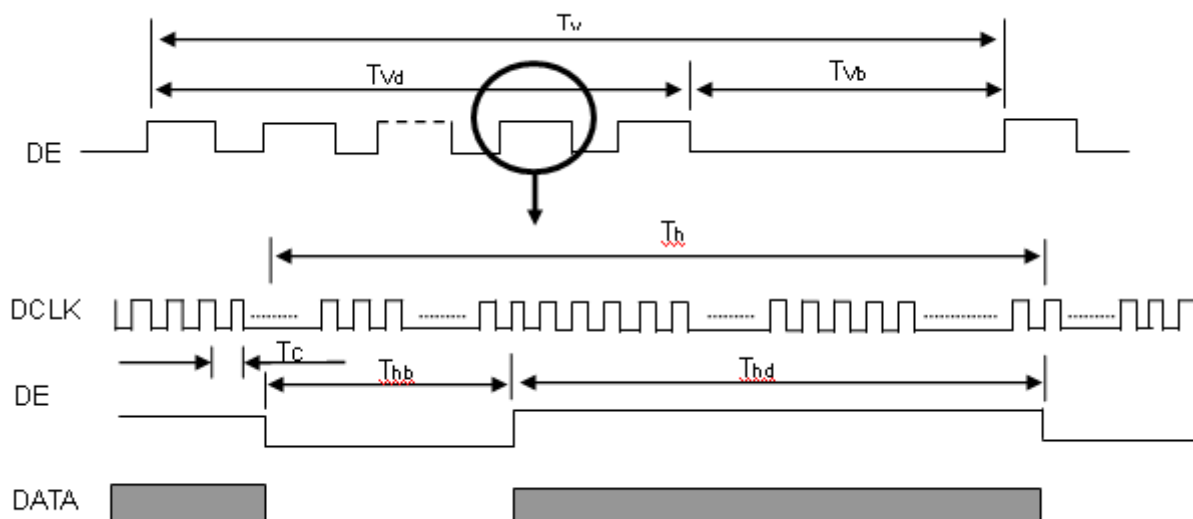 Tv
Tvd
Tvb
DE
Th
DCLK
Tc
Thb
Thd
DE
DATA